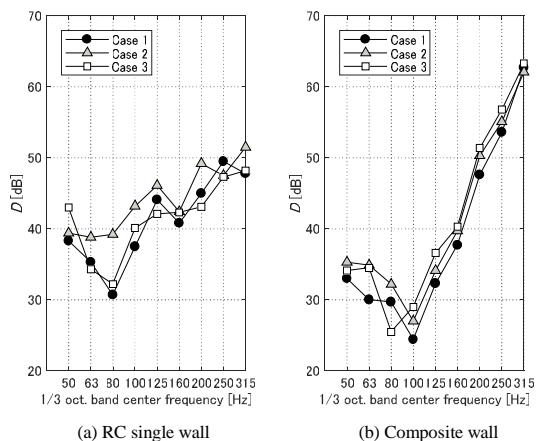 70
60
50
40
30
20
D [dB]
Case 1
Case 2
Case 3
50 63 80 100 125 160 200 250 315
1/3 oct. band center frequency [Hz]
(a) RC single wall
70
60
50
40
30
20
D [dB]
Case 1
Case 2
Case 3
50 63 80 100 125 160 200 250 315
1/3 oct. band center frequency [Hz]
(b) Composite wall